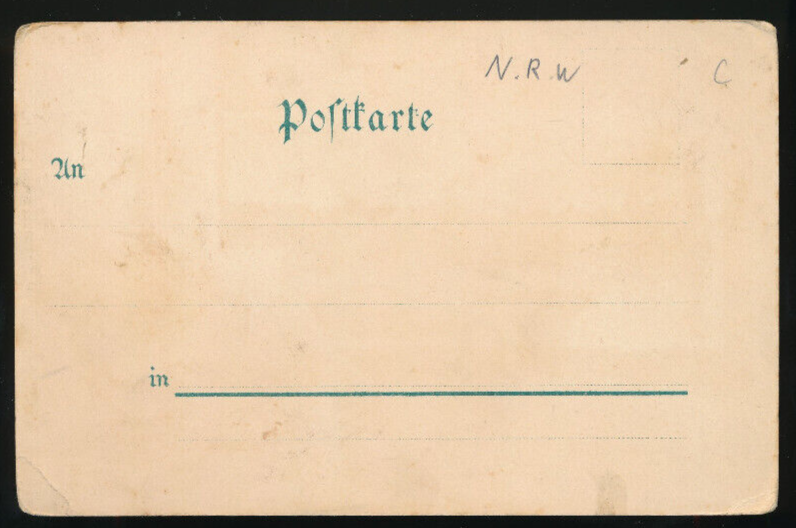 N.R.W C
Postkarte
An
in